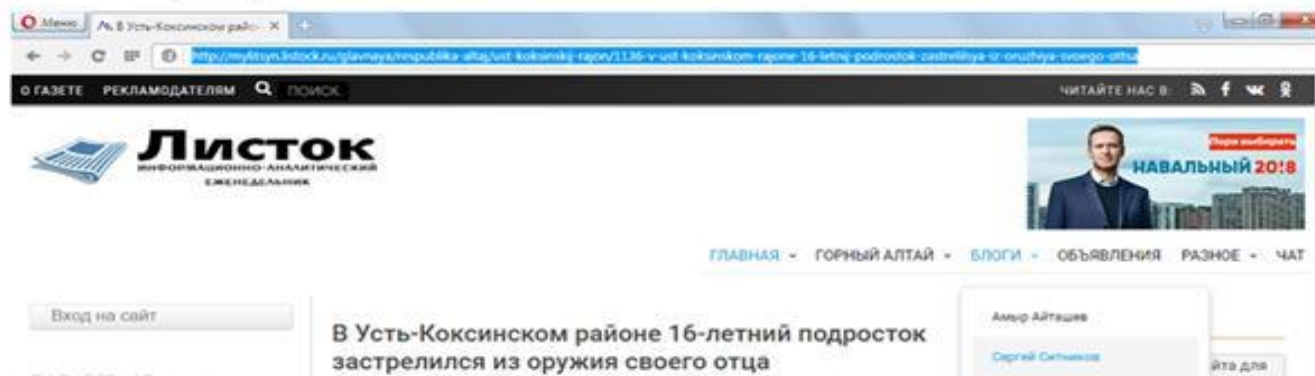 Меню
В Усть-Коксинском райо
http://mylitsyn.listock.ru/glavnaya/respublika-altaj/ust-koksinskij-rajon/1136-v-ust-koksinskom-rajone-16-letnij-podrostok-zastrelilsya-iz-oruzhiya-svoego-ottsa
О ГАЗЕТЕ РЕКЛАМОДАТЕЛЯМ ПОИСК
ЧИТАЙТЕ НАС В:
Листок
ИНФОРМАЦИОННО-АНАЛИТИЧЕСКИЙ
ЕЖЕНЕДЕЛЬНИК
Пора выбирать
НАВАЛЬНЫЙ 20!8
ГЛАВНАЯ ГОРНЫЙ АЛТАЙ БЛОГИ ОБЪЯВЛЕНИЯ РАЗНОЕ ЧАТ
Вход на сайт
В Усть-Коксинском районе 16-летний подросток
застрелился из оружия своего отца
Амыр Айташев
Сергей Ситников
йта для